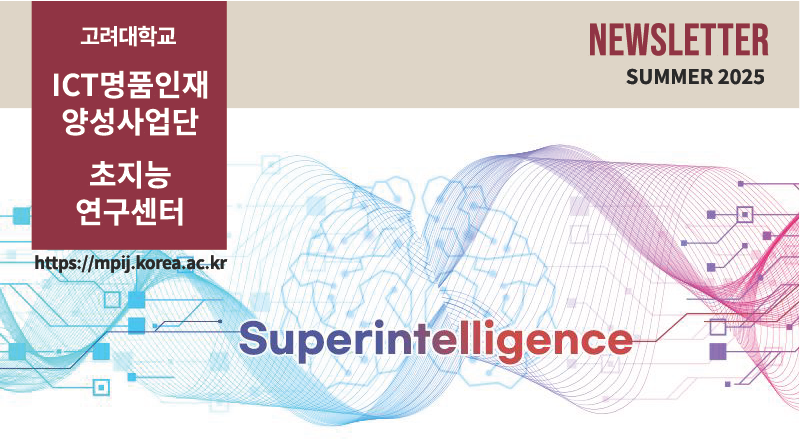 고려대학교
ICT명품인재
양성사업단
초지능
연구센터
https://mpij.korea.ac.kr
NEWSLETTER
SUMMER 2025
Superintelligence